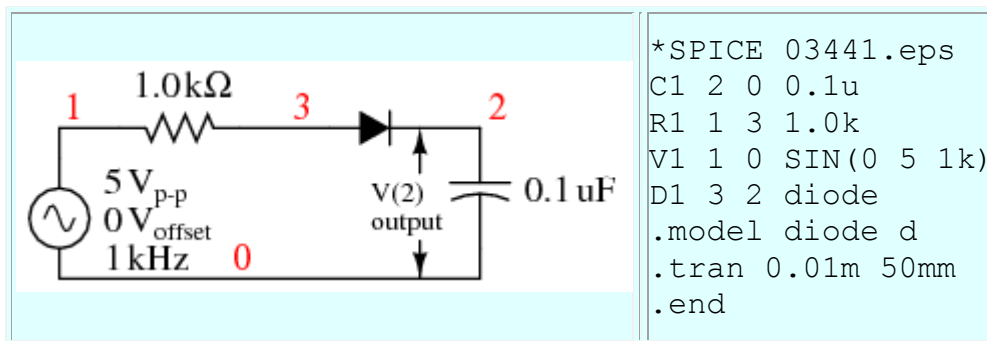 1.0kΩ
1
3
2
5 Vp-p
0 Voffset
1 kHz
0
V(2)
output
0.1 uF
*SPICE 03441.eps
C1 2 0 0.1u
R1 1 3 1.0k
V1 1 0 SIN(0 5 1k)
D1 3 2 diode
.model diode d
.tran 0.01m 50mm
.end